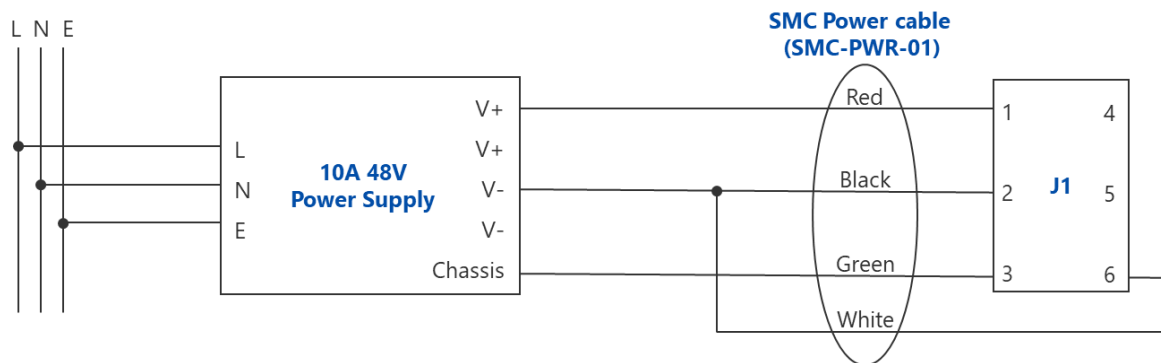 L N E
SMC Power cable
(SMC-PWR-01)
L
N
E
10A 48V
Power Supply
V+
V+
V-
V-
Chassis
Red
Black
Green
White
1
2
3
J1
4
5
6